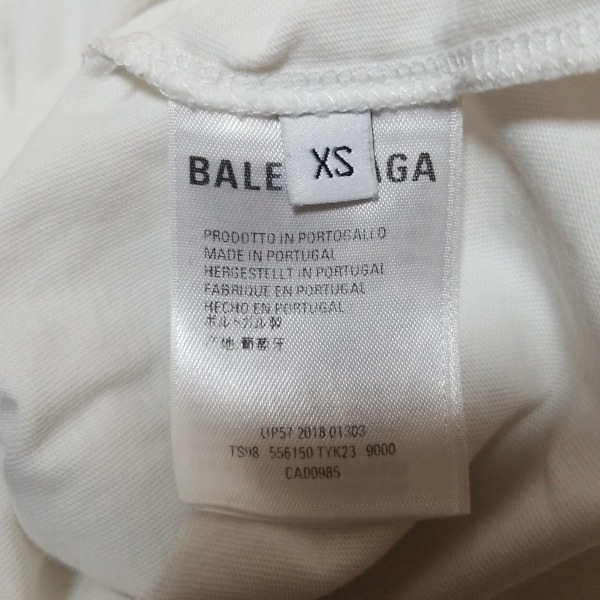 XS
BALE AGA
PRODOTTO IN PORTOGALLO
MADE IN PORTUGAL
HERGESTELLT IN PORTUGAL
FABRIQUE EN PORTUGAL
HECHO EN PORTUGAL
ポルトガル製
产地:葡萄牙
UP57 2018 01303
TS98 556150 TYK23 9000
CA00985